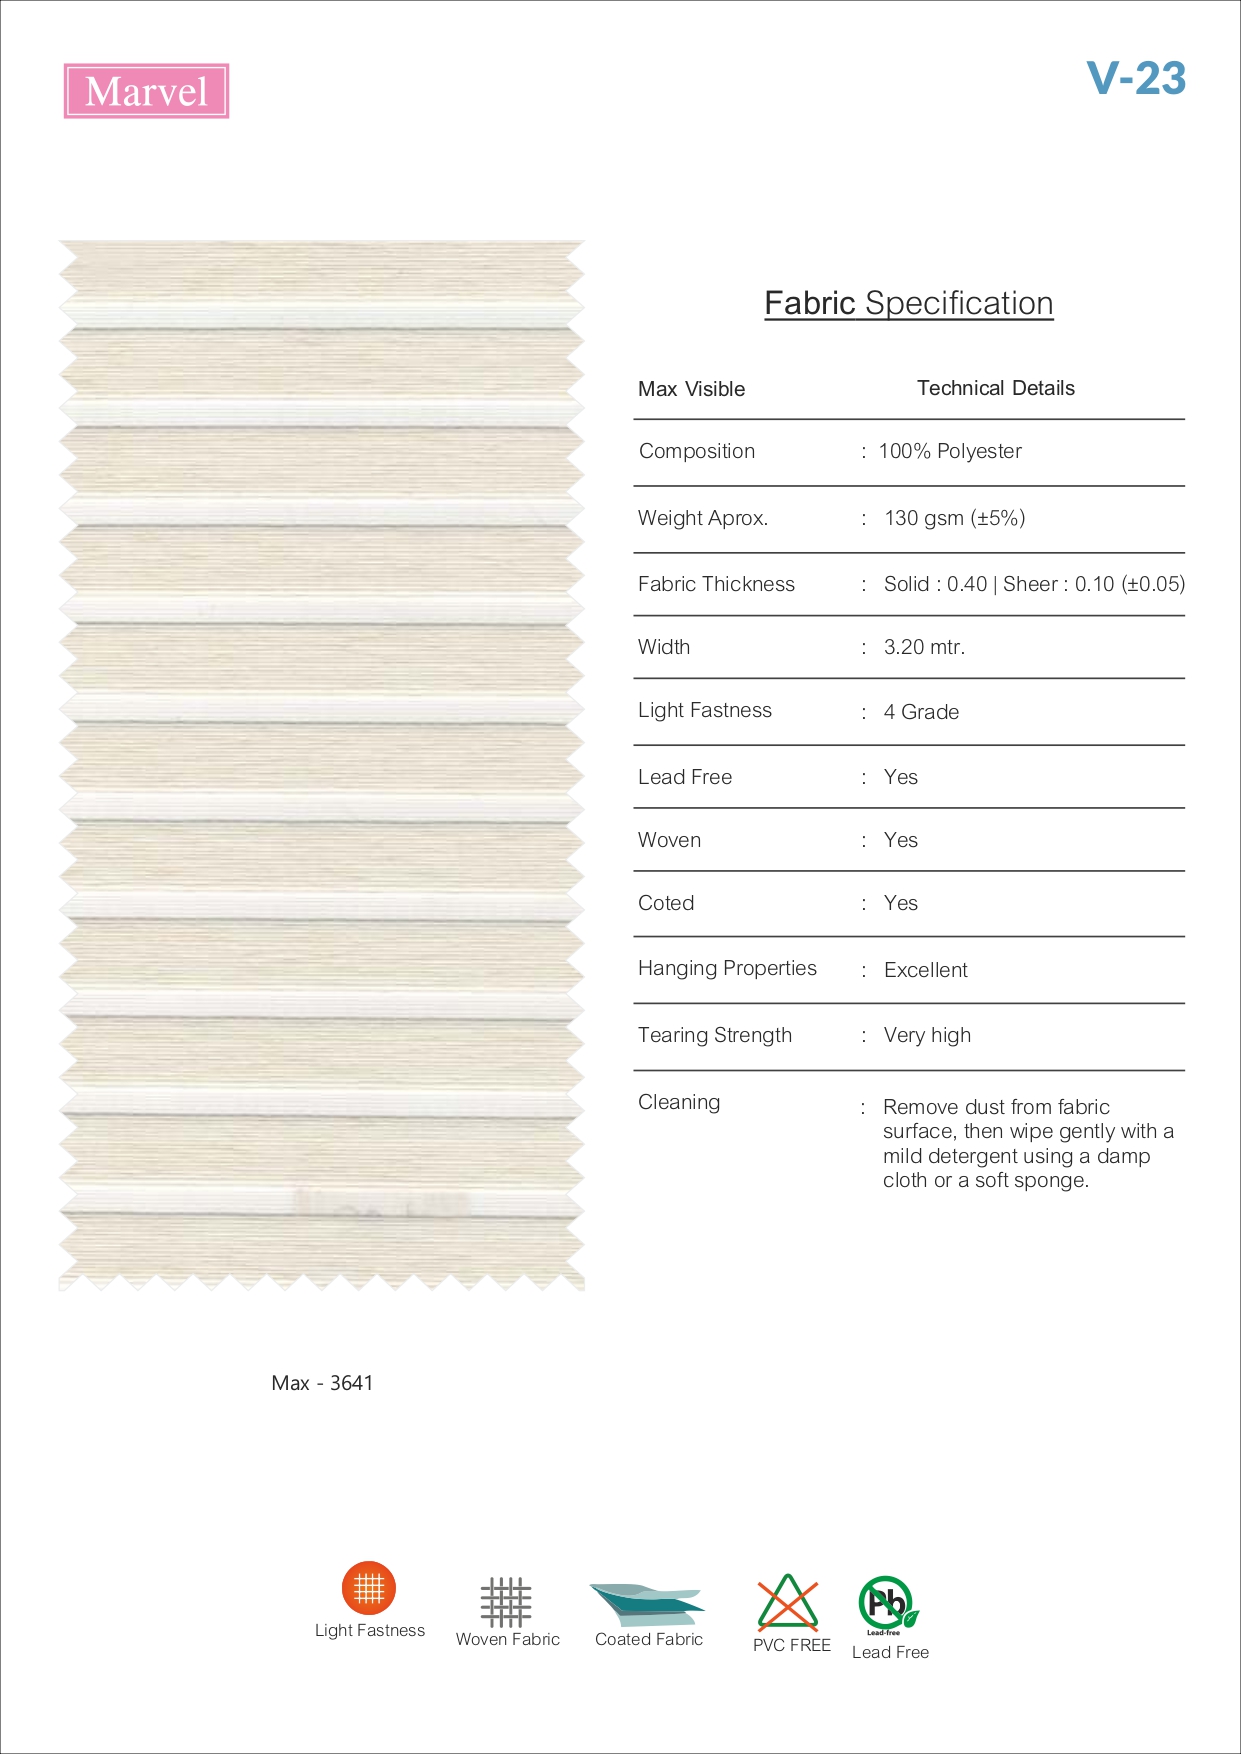 Marvel
V-23
Fabric Specification
Max Visible Technical Details
Composition : 100% Polyester
Weight Aprox. : 130 gsm (±5%)
Fabric Thickness : Solid : 0.40 | Sheer : 0.10 (±0.05)
Width : 3.20 mtr.
Light Fastness : 4 Grade
Lead Free : Yes
Woven : Yes
Coted : Yes
Hanging Properties : Excellent
Tearing Strength : Very high
Cleaning : Remove dust from fabric
surface, then wipe gently with a
mild detergent using a damp
cloth or a soft sponge.
Max - 3641
Light Fastness
Woven Fabric
Coated Fabric
PVC FREE
Pb
Lead-free
Lead Free